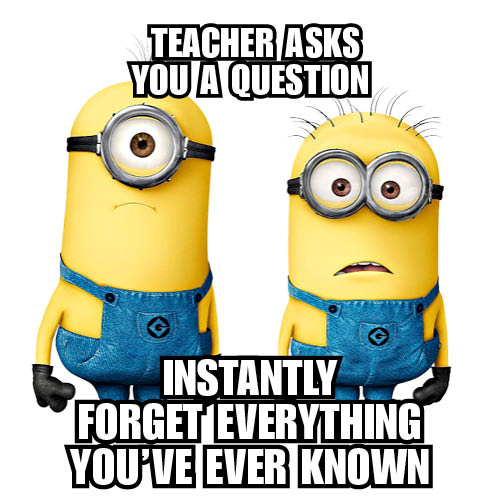 TEACHER ASKS
YOU A QUESTION
INSTANTLY
FORGET EVERYTHING
YOU'VE EVER KNOWN